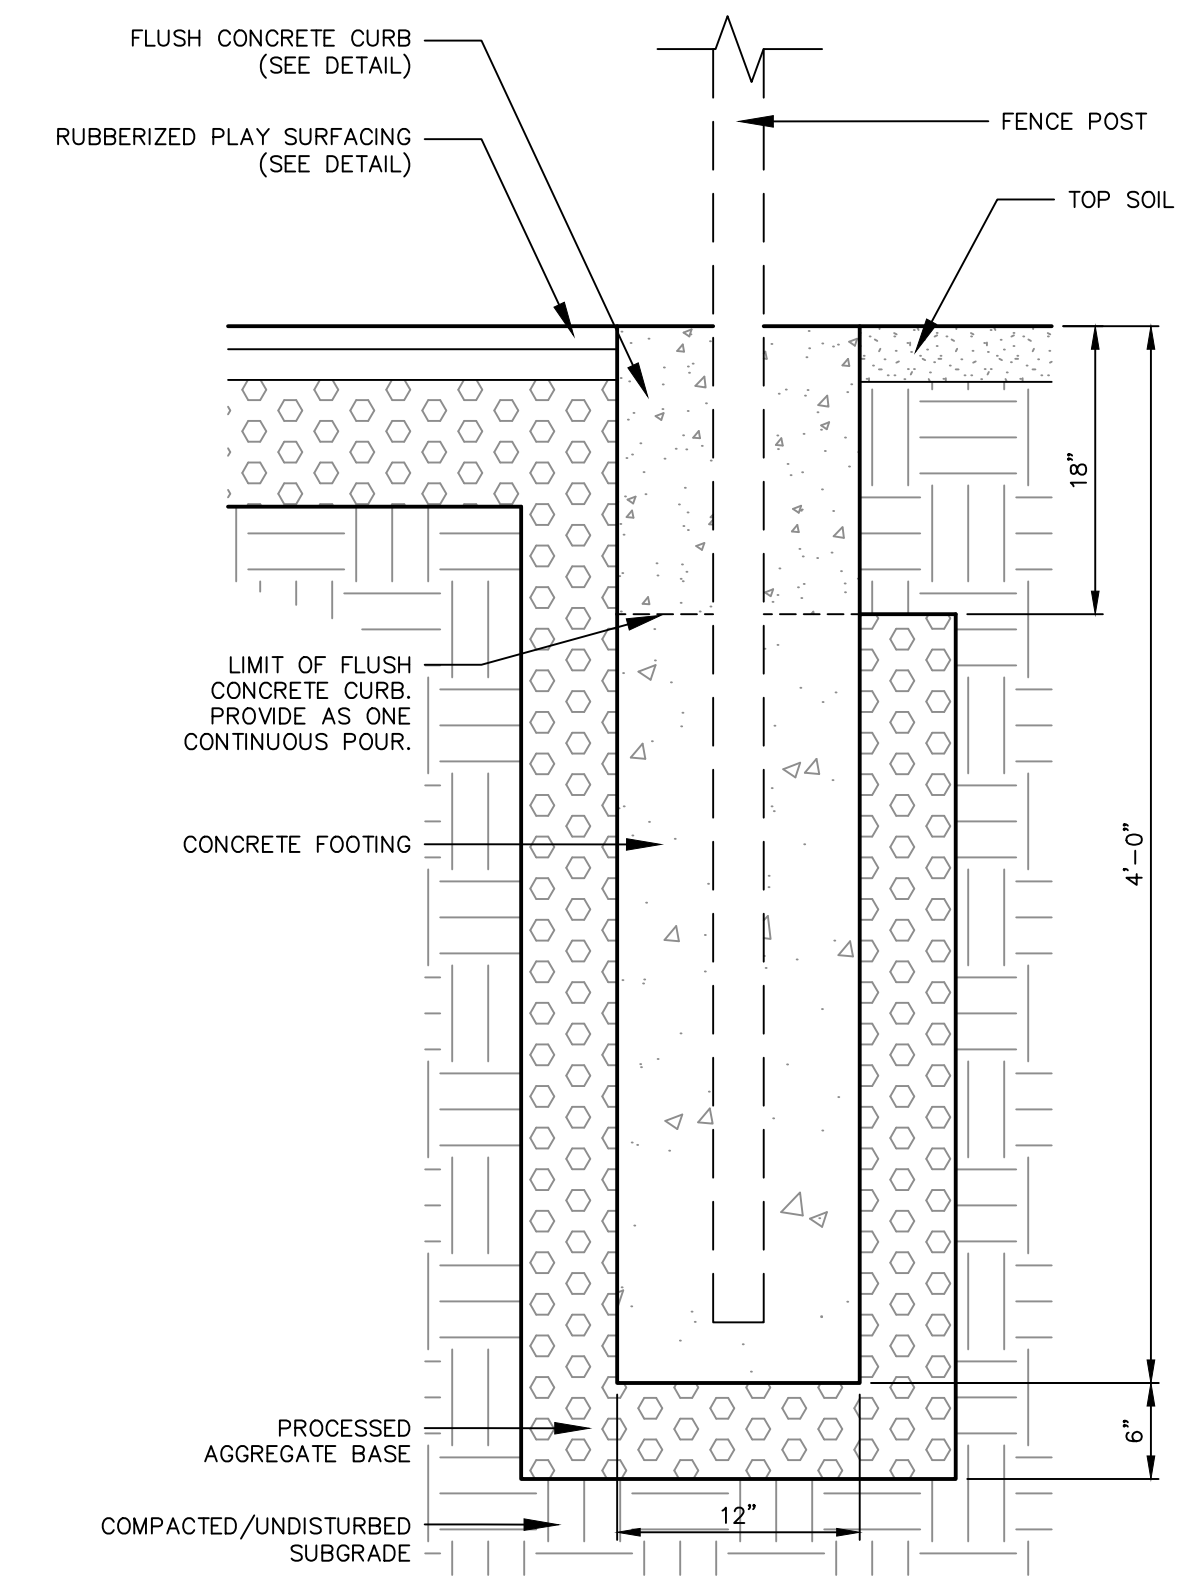 FLUSH CONCRETE CURB
(SEE DETAIL)
RUBBERIZED PLAY SURFACING
(SEE DETAIL)
FENCE POST
TOP SOIL
18"
LIMIT OF FLUSH
CONCRETE CURB.
PROVIDE AS ONE
CONTINUOUS POUR.
CONCRETE FOOTING
4'-0"
PROCESSED
AGGREGATE BASE
6"
12"
COMPACTED/UNDISTURBED
SUBGRADE